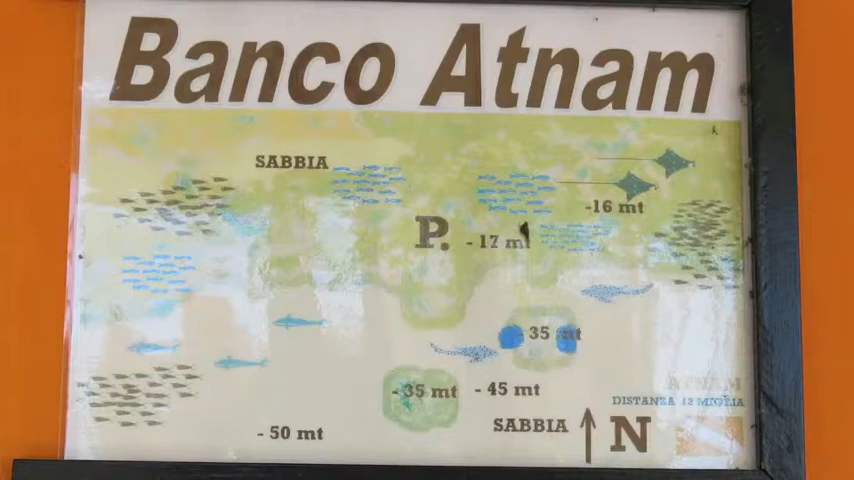 Banco Atnam
SABBIA
-16 mt
P. - 17 mt
35 mt
- 35 mt - 45 mt
DISTANZA 12 MIGLIA
SABBIA N
- 50 mt